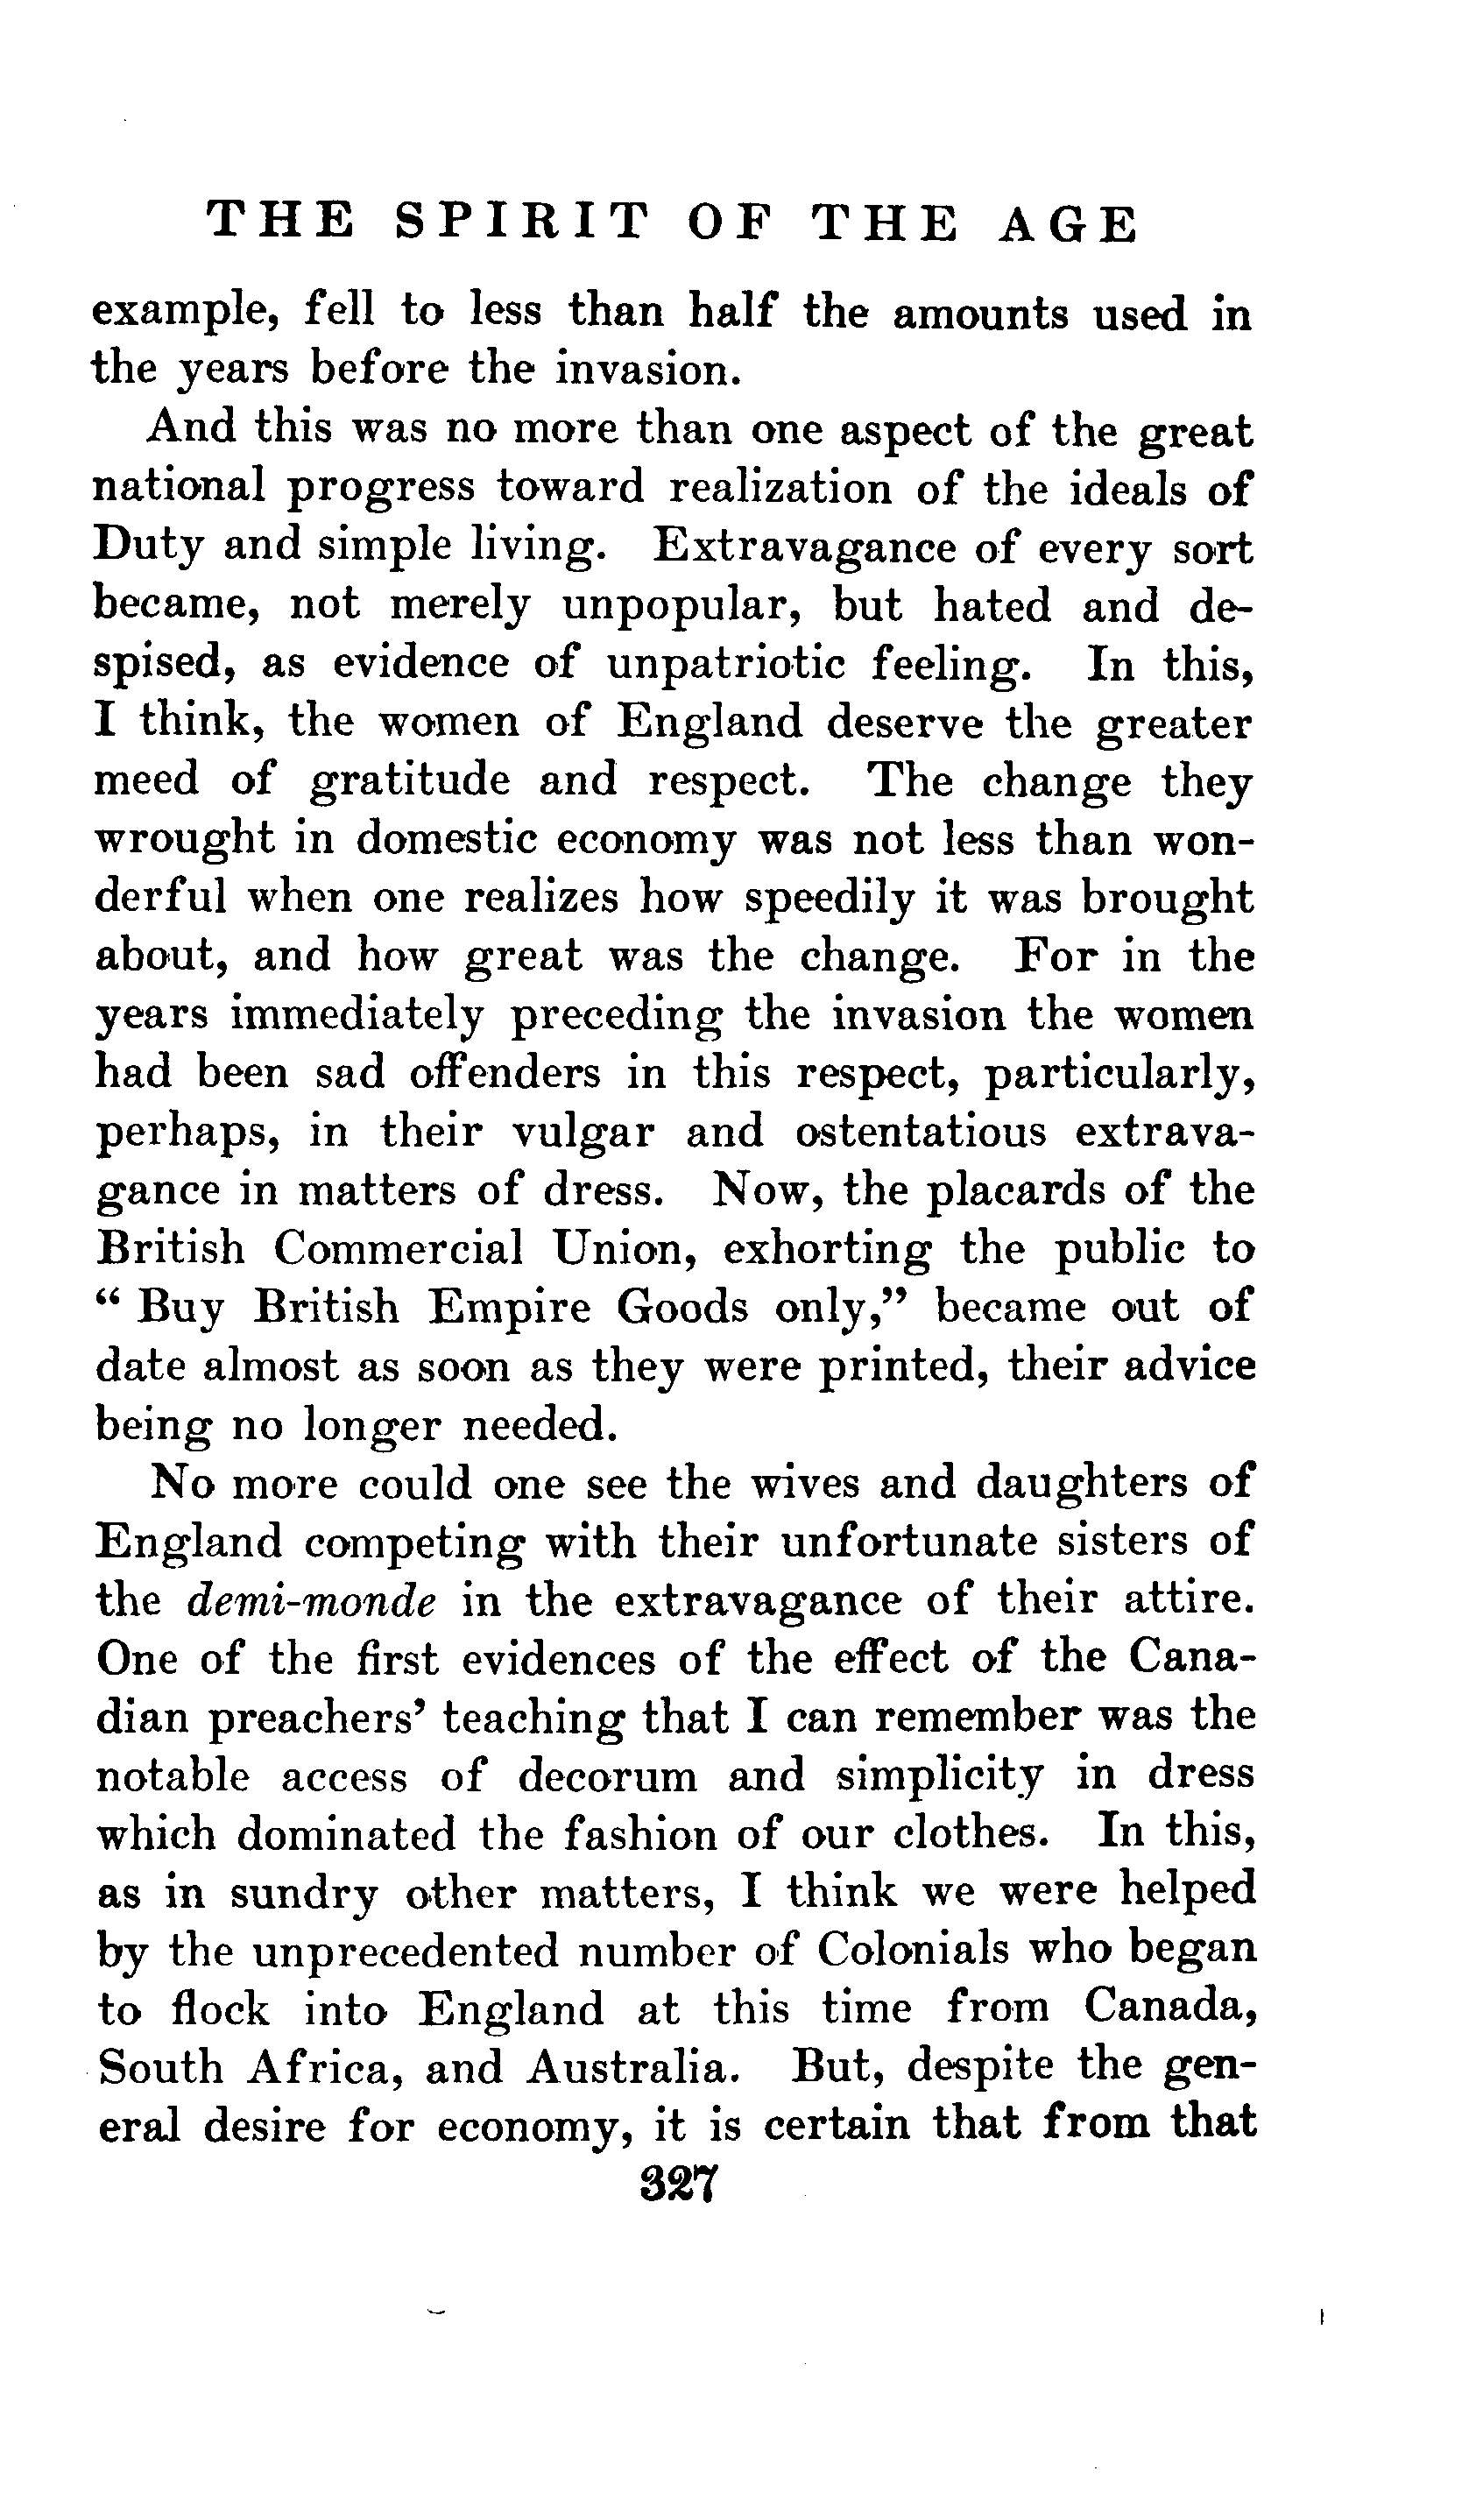 THE SPIRIT OF THE AGE
example, fell to less than half the amounts used in
the years before the invasion.
And this was no more than one aspect of the great
national progress toward realization of the ideals of
Duty and simple living. Extravagance of every sort
became, not merely unpopular, but hated and de-
spised, as evidence of unpatriotic feeling. In this,
I think, the women of England deserve the greater
meed of gratitude and respect. The change they
wrought in domestic economy was not less than won-
derful when one realizes how speedily it was brought
about, and how great was the change. For in the
years immediately preceding the invasion the women
had been sad offenders in this respect, particularly,
perhaps, in their vulgar and ostentatious extrava-
gance in matters of dress. Now, the placards of the
British Commercial Union, exhorting the public to
“ Buy British Empire Goods only,” became out of
date almost as soon as they were printed, their advice
being no longer needed.
No more could one see the wives and daughters of
England competing with their unfortunate sisters of
the demi-monde in the extravagance of their attire.
One of the first evidences of the effect of the Cana-
dian preachers’ teaching that I can remember was the
notable access of decorum and simplicity in dress
which dominated the fashion of our clothes. In this,
as in sundry other matters, I think we were helped
by the unprecedented number of Colonials who began
to flock into England at this time from Canada,
South Africa, and Australia. But, despite the gen-
eral desire for economy, it is certain that from that
327